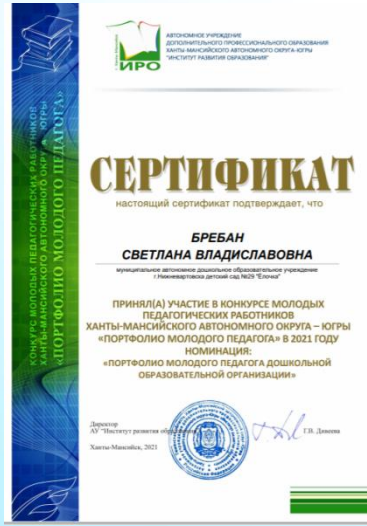 ИРО
АВТОНОМНОЕ УЧРЕЖДЕНИЕ
ДОПОЛНИТЕЛЬНОГО ПРОФЕССИОНАЛЬНОГО ОБРАЗОВАНИЯ
ХАНТЫ-МАНСИЙСКОГО АВТОНОМНОГО ОКРУГА-ЮГРЫ
"ИНСТИТУТ РАЗВИТИЯ ОБРАЗОВАНИЯ"
КОНКУРС МОЛОДЫХ ПЕДАГОГИЧЕСКИХ РАБОТНИКОВ
ХАНТЫ-МАНСИЙСКОГО АВТОНОМНОГО ОКРУГА – ЮГРЫ
«ПОРТФОЛИО МОЛОДОГО ПЕДАГОГА»
СЕРТИФИКАТ
настоящий сертификат подтверждает, что
БРЕБАН
СВЕТЛАНА ВЛАДИСЛАВОВНА
муниципальное автономное дошкольное образовательное учреждение
г.Нижневартовска детский сад №29 "Ёлочка"
ПРИНЯЛ(А) УЧАСТИЕ В КОНКУРСЕ МОЛОДЫХ
ПЕДАГОГИЧЕСКИХ РАБОТНИКОВ
ХАНТЫ-МАНСИЙСКОГО АВТОНОМНОГО ОКРУГА – ЮГРЫ
«ПОРТФОЛИО МОЛОДОГО ПЕДАГОГА» В 2021 ГОДУ
НОМИНАЦИЯ:
«ПОРТФОЛИО МОЛОДОГО ПЕДАГОГА ДОШКОЛЬНОЙ
ОБРАЗОВАТЕЛЬНОЙ ОРГАНИЗАЦИИ»
Директор
АУ "Институт развития Г.В. Дивеева
Ханты-Мансийск, 2021